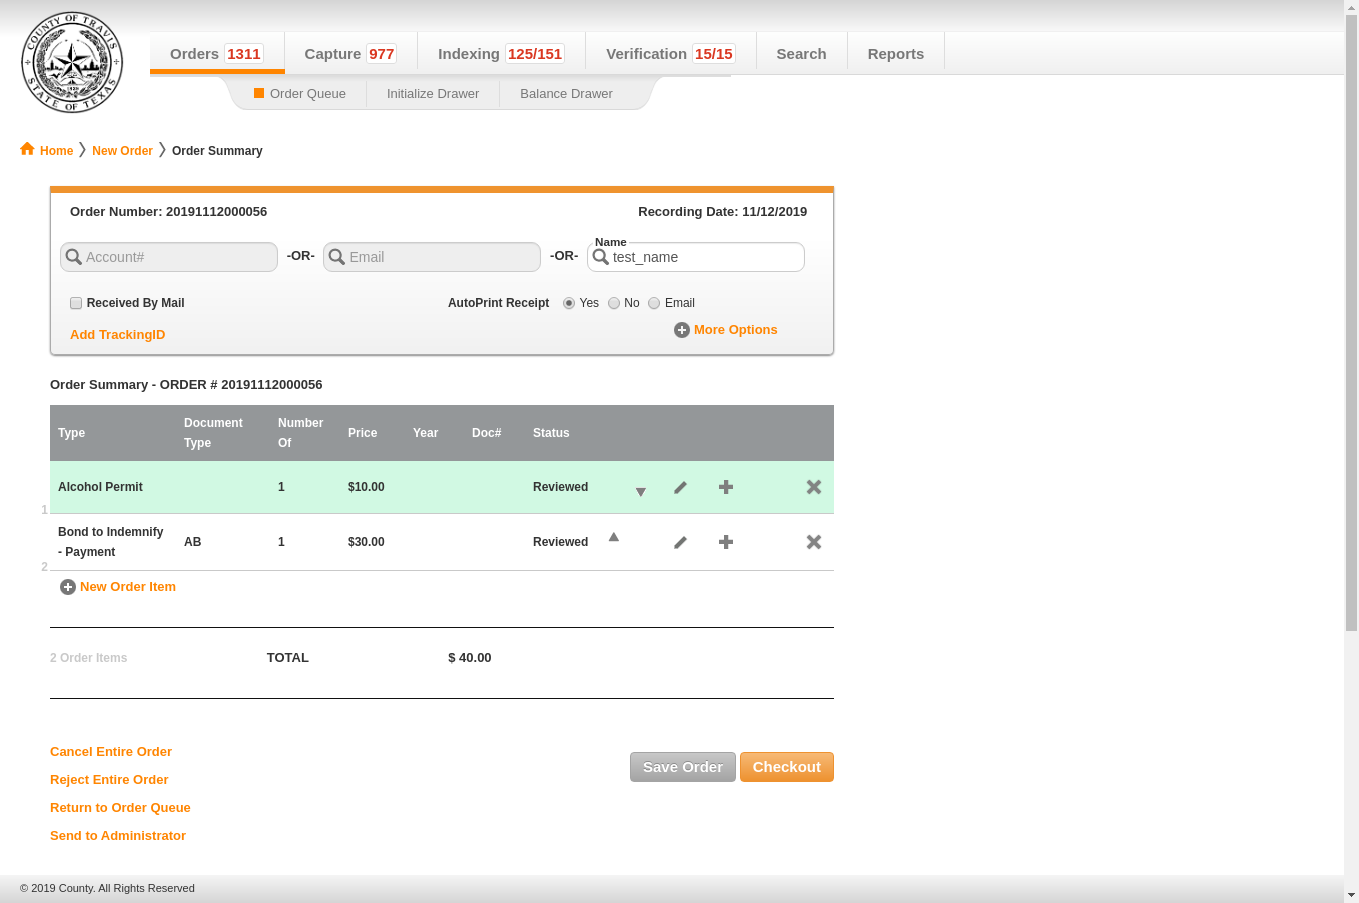 COUNTY OF TRAVIS
STATE OF TEXAS
Orders 1311
Capture 977
Indexing 125/151
Verification 15/15
Search
Reports
Order Queue
Initialize Drawer
Balance Drawer
Home
New Order
Order Summary
Order Number: 20191112000056
Recording Date: 11/12/2019
Account#
-OR-
Email
-OR-
Name
test_name
Received By Mail
AutoPrint Receipt
Yes
No
Email
Add TrackingID
More Options
Order Summary - ORDER # 20191112000056
Type
Document
Type
Number
Of
Price
Year
Doc#
Status
1
Alcohol Permit
1
$10.00
Reviewed
2
Bond to Indemnify
- Payment
AB
1
$30.00
Reviewed
New Order Item
2 Order Items
TOTAL
$ 40.00
Cancel Entire Order
Reject Entire Order
Return to Order Queue
Send to Administrator
Save Order
Checkout
© 2019 County. All Rights Reserved